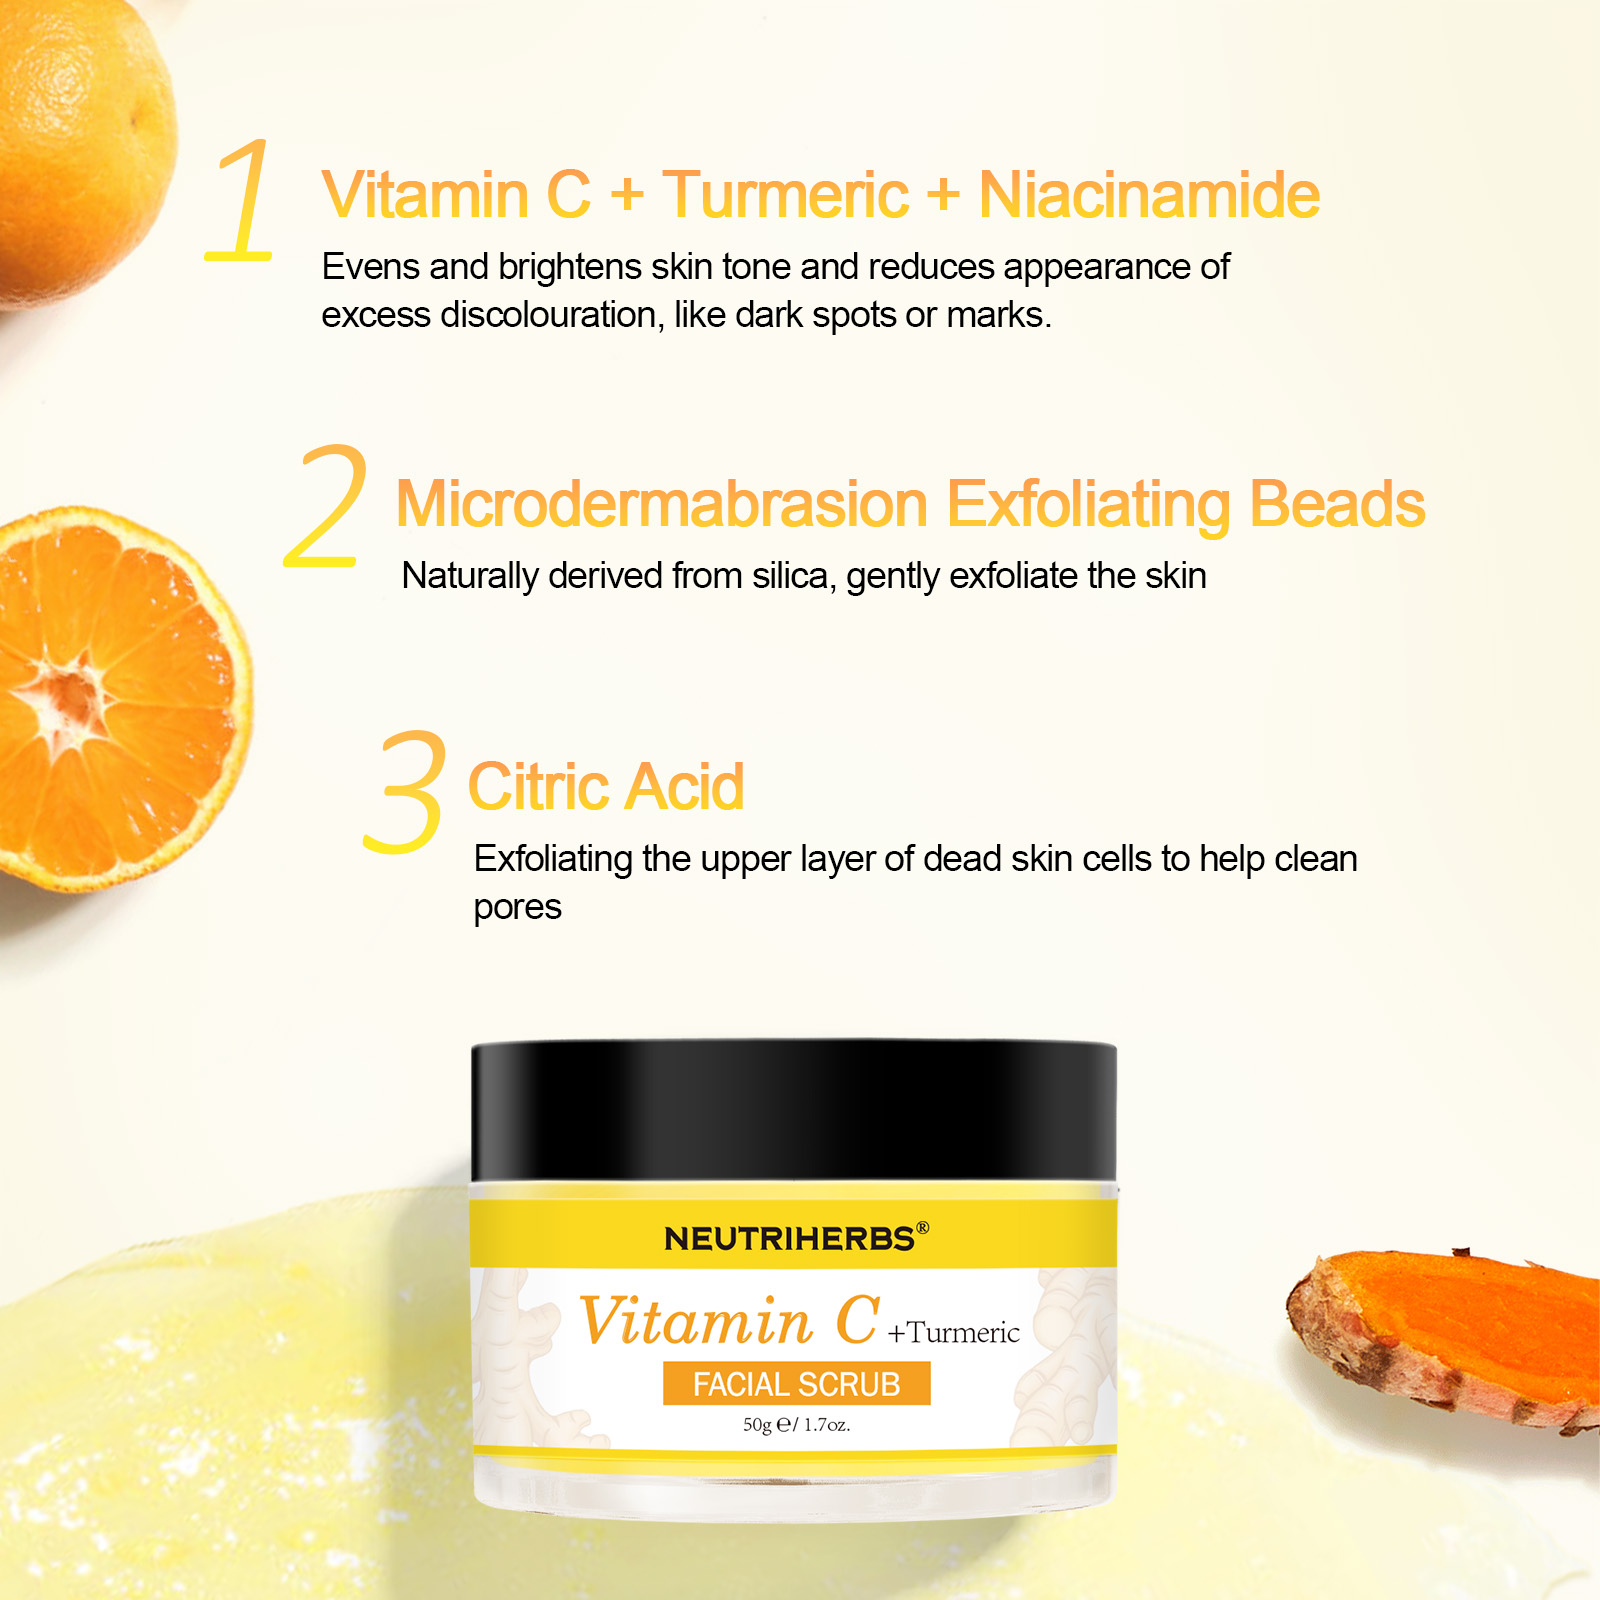 1
Vitamin C + Turmeric + Niacinamide
Evens and brightens skin tone and reduces appearance of
excess discolouration, like dark spots or marks.
2
Microdermabrasion Exfoliating Beads
Naturally derived from silica, gently exfoliate the skin
3
Citric Acid
Exfoliating the upper layer of dead skin cells to help clean
pores
NEUTRIHERBS®
Vitamin C +Turmeric
FACIAL SCRUB
50g ℮/ 1.7oz.